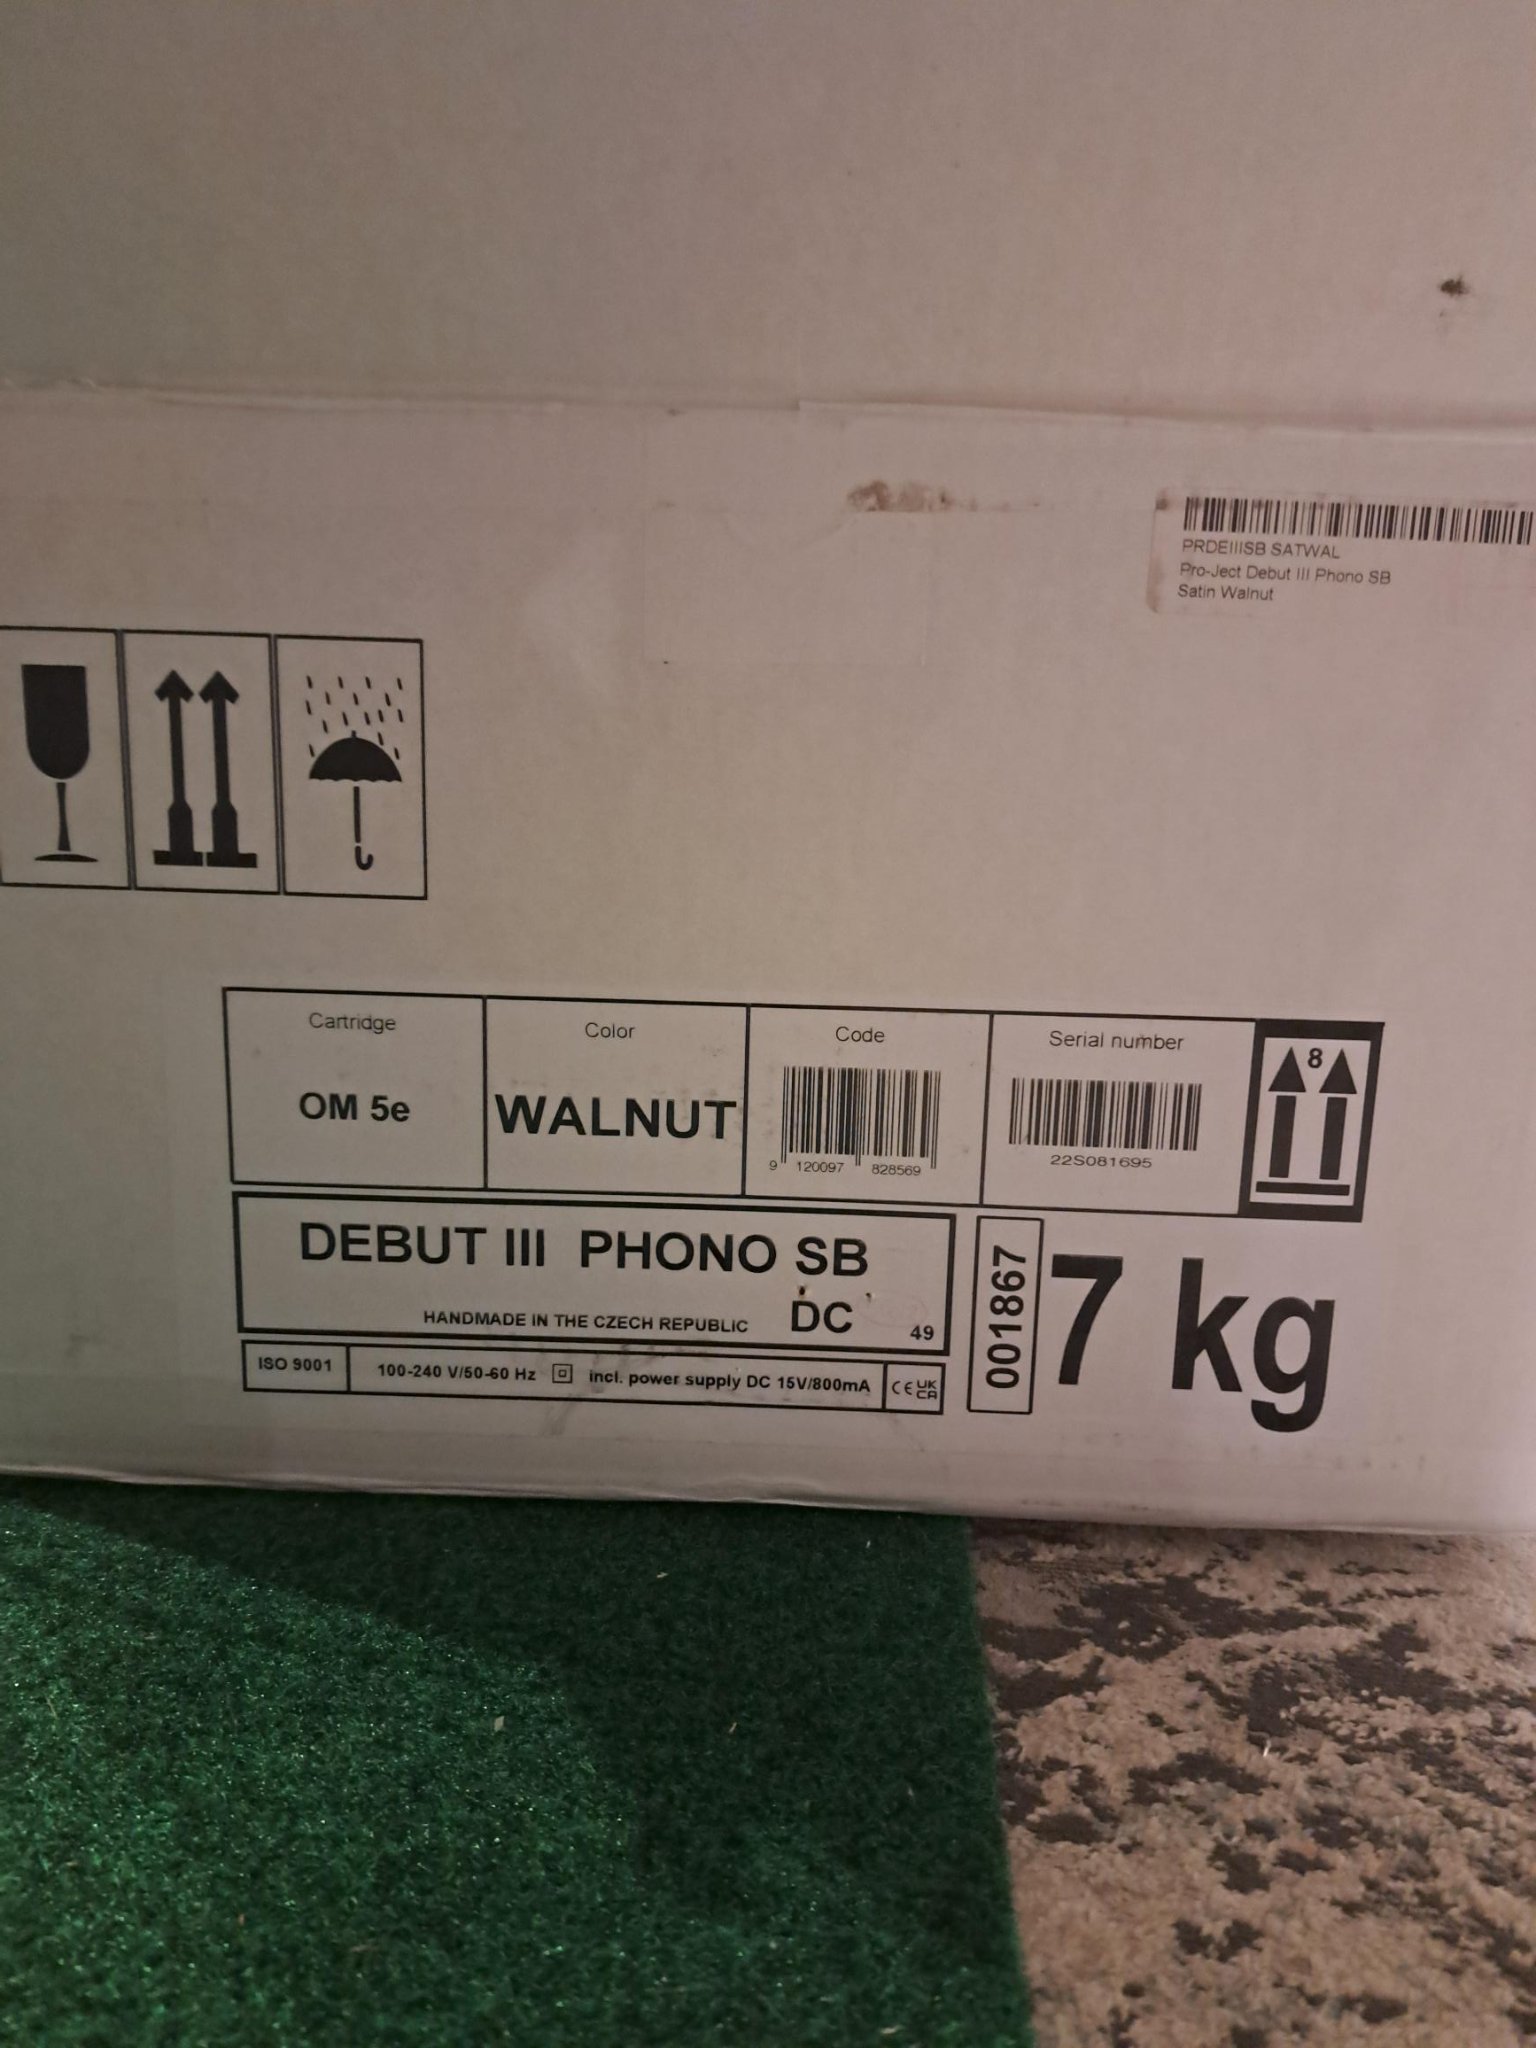 PRDEIIISB SATWAL
Pro-Ject Debut III Phono SB
Satin Walnut
Cartridge
OM 5e
Color
WALNUT
Code
9 120097 828569
Serial number
22S081695
8
DEBUT III PHONO SB
HANDMADE IN THE CZECH REPUBLIC DC 49
001867
7 kg
ISO 9001
100-240 V/50-60 Hz incl. power supply DC 15V/800mA
CE UK
CA